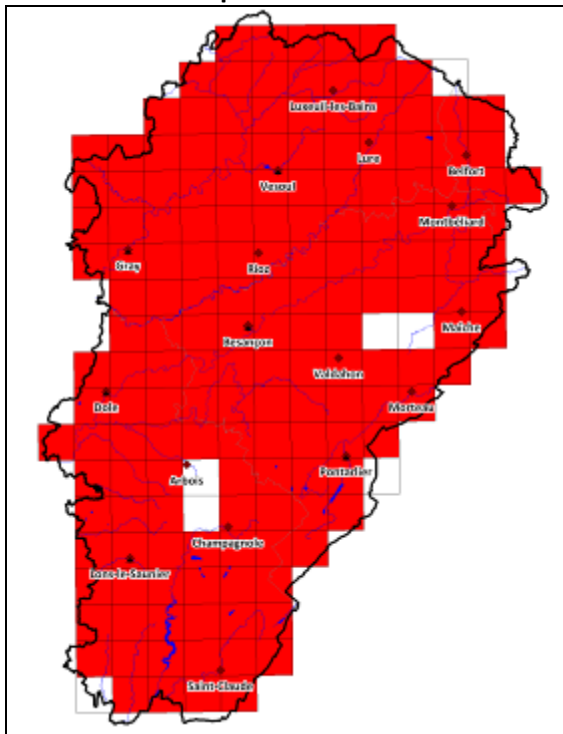 Luxeuil-les-Bains
Lure
Belfort
Vesoul
Montbéliard
Gray
Rioz
Maîche
Besançon
Valdahon
Morteau
Dole
Pontarlier
Arbois
Champagnole
Lons-le-Saunier
Saint-Claude